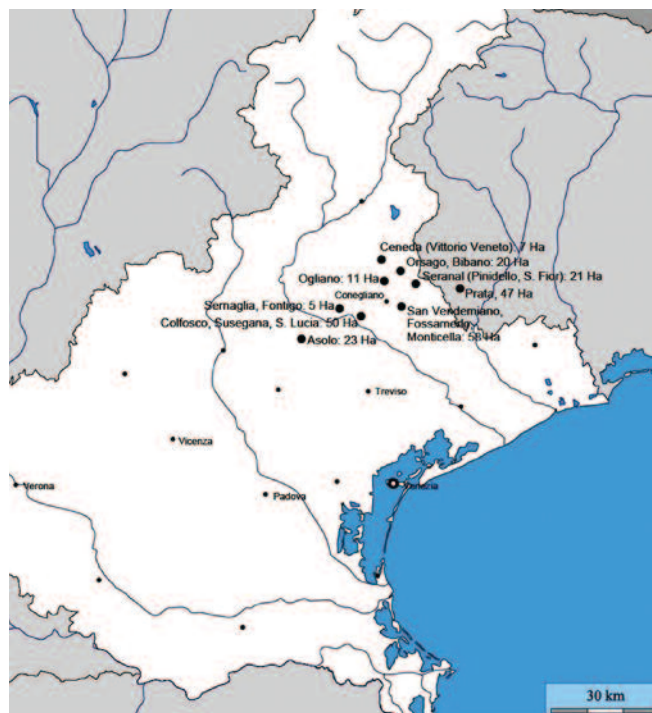 Ceneda (Vittorio Veneto): 7 Ha
Orsago, Bibano: 20 Ha
Ogliano: 11 Ha
Seranal (Pinidello, S. Fior): 21 Ha
Prata, 47 Ha
Conegliano
Sernaglia, Fontigo: 5 Ha
San Vendemiano,
Fossamerlo,
Monticella: 58 Ha
Colfosco, Susegana, S. Lucia: 50 Ha
Asolo: 23 Ha
Treviso
Vicenza
Verona
Padova
Venezia
30 km